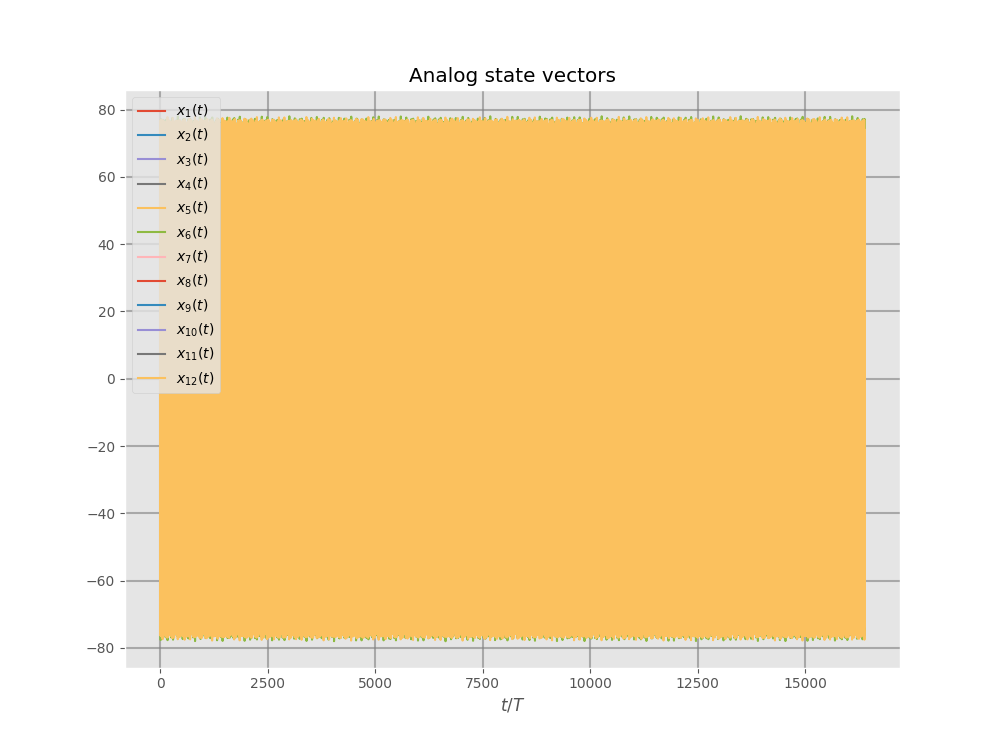 Analog state vectors
x₁(t)
x₂(t)
x₃(t)
x₄(t)
x₅(t)
x₆(t)
x₇(t)
x₈(t)
x₉(t)
x₁₀(t)
x₁₁(t)
x₁₂(t)
80
60
40
20
0
−20
−40
−60
−80
0 2500 5000 7500 10000 12500 15000
t/T